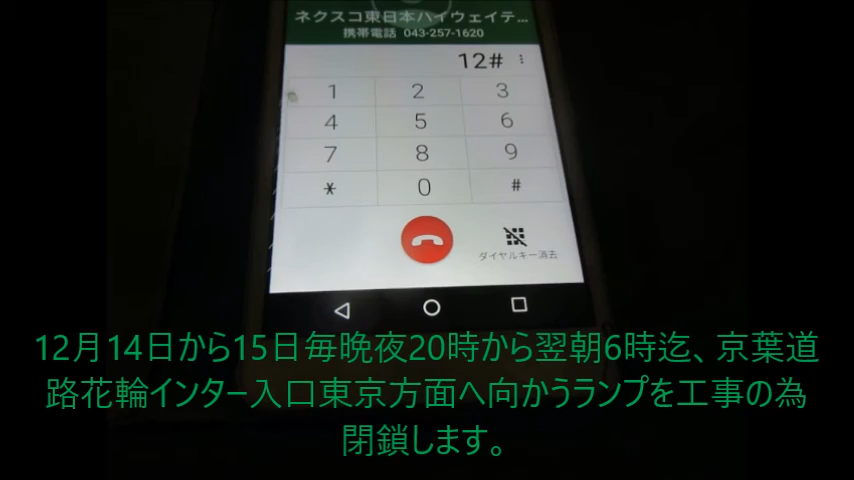 ネクスコ東日本ハイウェイテ...
携帯電話 043-257-1620
12#
1 2 3
4 5 6
7 8 9
* 0 #
ダイヤルキー消去
12月14日から15日毎晩夜20時から翌朝6時迄、京葉道
路花輪インター入口東京方面へ向かうランプを工事の為
閉鎖します。